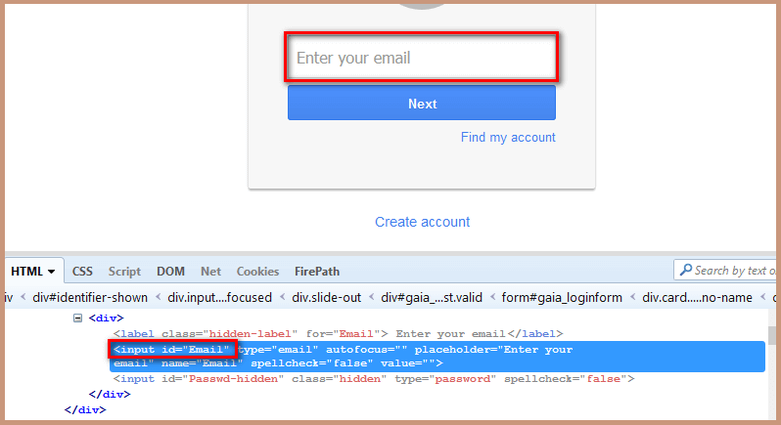 Enter your email
Next
Find my account
Create account
HTML CSS Script DOM Net Cookies FirePath Search by text o
iv < div#identifier-shown < div.input....focused < div.slide-out < div#gaia_...st.valid < form#gaia_loginform < div.card.....no-name < d
<div>
<label class="hidden-label" for="Email"> Enter your email</label>
<input id="Email" type="email" autofocus="" placeholder="Enter your
email" name="Email" spellcheck="false" value="">
<input id="Passwd-hidden" class="hidden" type="password" spellcheck="false">
</div>
</div>